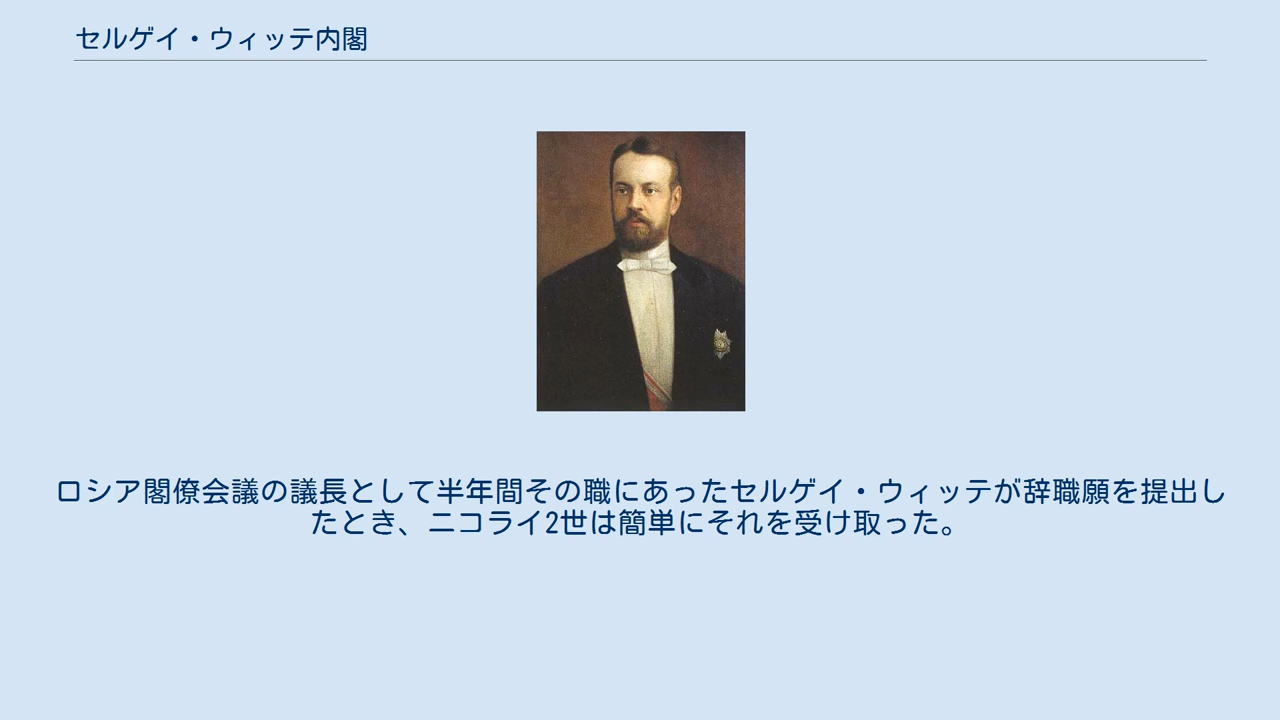 セルゲイ・ウィッテ内閣
ロシア閣僚会議の議長として半年間その職にあったセルゲイ・ウィッテが辞職願を提出し
たとき、ニコライ2世は簡単にそれを受け取った。